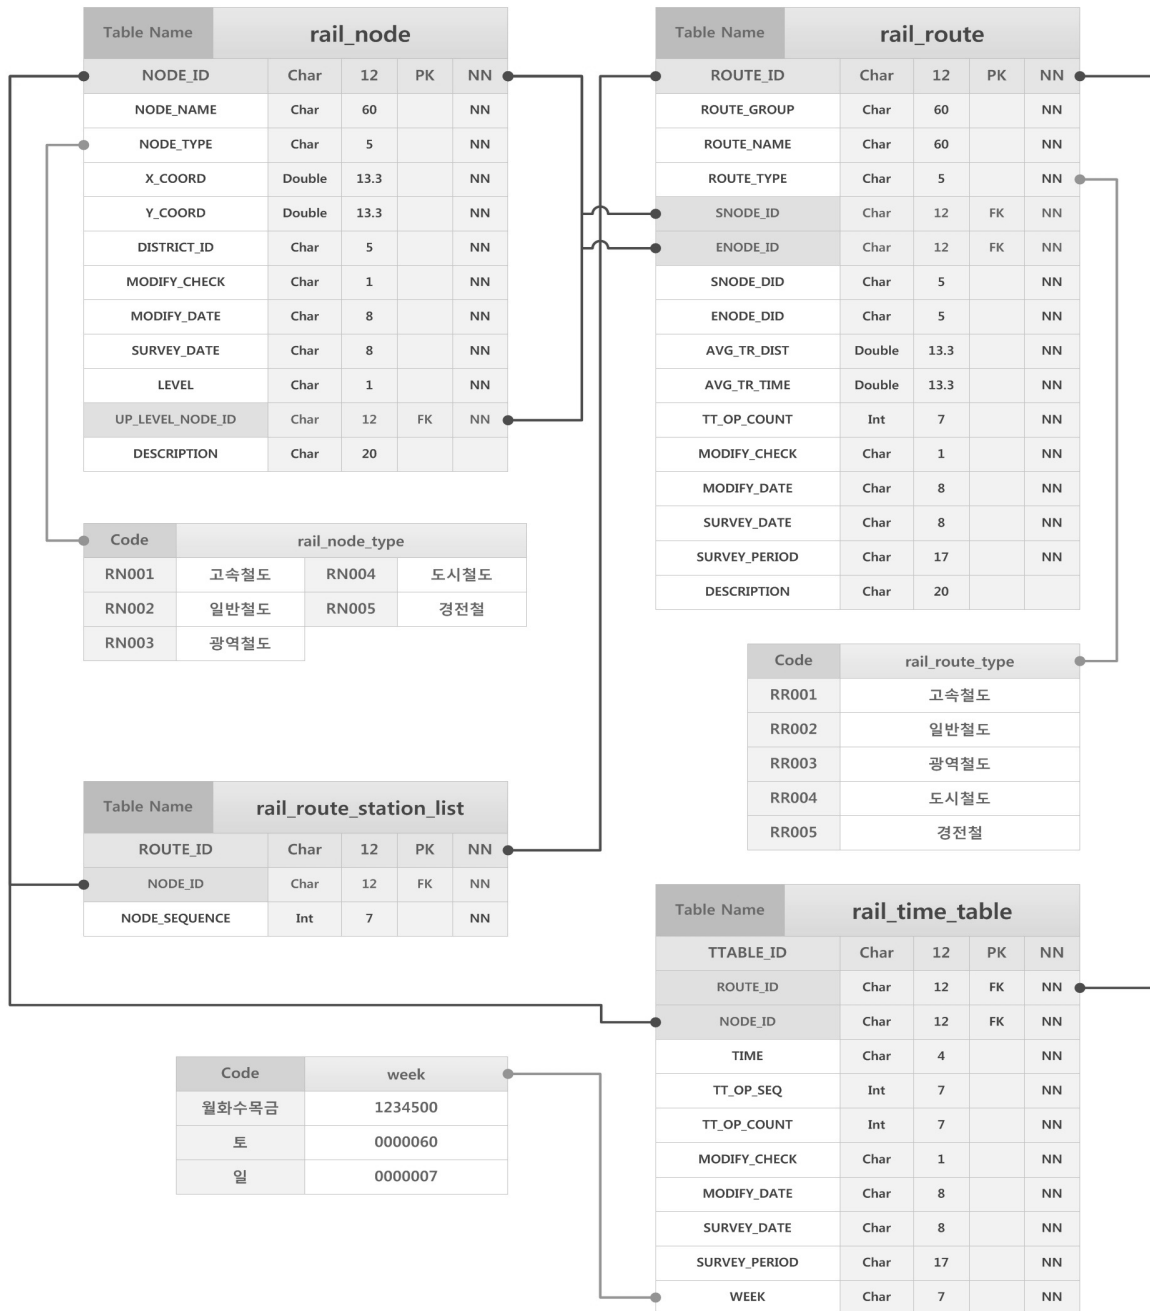 Table Name rail_node
NODE_ID Char 12 PK NN
NODE_NAME Char 60 NN
NODE_TYPE Char 5 NN
X_COORD Double 13.3 NN
Y_COORD Double 13.3 NN
DISTRICT_ID Char 5 NN
MODIFY_CHECK Char 1 NN
MODIFY_DATE Char 8 NN
SURVEY_DATE Char 8 NN
LEVEL Char 1 NN
UP_LEVEL_NODE_ID Char 12 FK NN
DESCRIPTION Char 20
Code rail_node_type
RN001 고속철도 RN004 도시철도
RN002 일반철도 RN005 경전철
RN003 광역철도
Table Name rail_route_station_list
ROUTE_ID Char 12 PK NN
NODE_ID Char 12 FK NN
NODE_SEQUENCE Int 7 NN
Code week
월화수목금 1234500
토 0000060
일 0000007
Table Name rail_route
ROUTE_ID Char 12 PK NN
ROUTE_GROUP Char 60 NN
ROUTE_NAME Char 60 NN
ROUTE_TYPE Char 5 NN
SNODE_ID Char 12 FK NN
ENODE_ID Char 12 FK NN
SNODE_DID Char 5 NN
ENODE_DID Char 5 NN
AVG_TR_DIST Double 13.3 NN
AVG_TR_TIME Double 13.3 NN
TT_OP_COUNT Int 7 NN
MODIFY_CHECK Char 1 NN
MODIFY_DATE Char 8 NN
SURVEY_DATE Char 8 NN
SURVEY_PERIOD Char 17 NN
DESCRIPTION Char 20
Code rail_route_type
RR001 고속철도
RR002 일반철도
RR003 광역철도
RR004 도시철도
RR005 경전철
Table Name rail_time_table
TTABLE_ID Char 12 PK NN
ROUTE_ID Char 12 FK NN
NODE_ID Char 12 FK NN
TIME Char 4 NN
TT_OP_SEQ Int 7 NN
TT_OP_COUNT Int 7 NN
MODIFY_CHECK Char 1 NN
MODIFY_DATE Char 8 NN
SURVEY_DATE Char 8 NN
SURVEY_PERIOD Char 17 NN
WEEK Char 7 NN